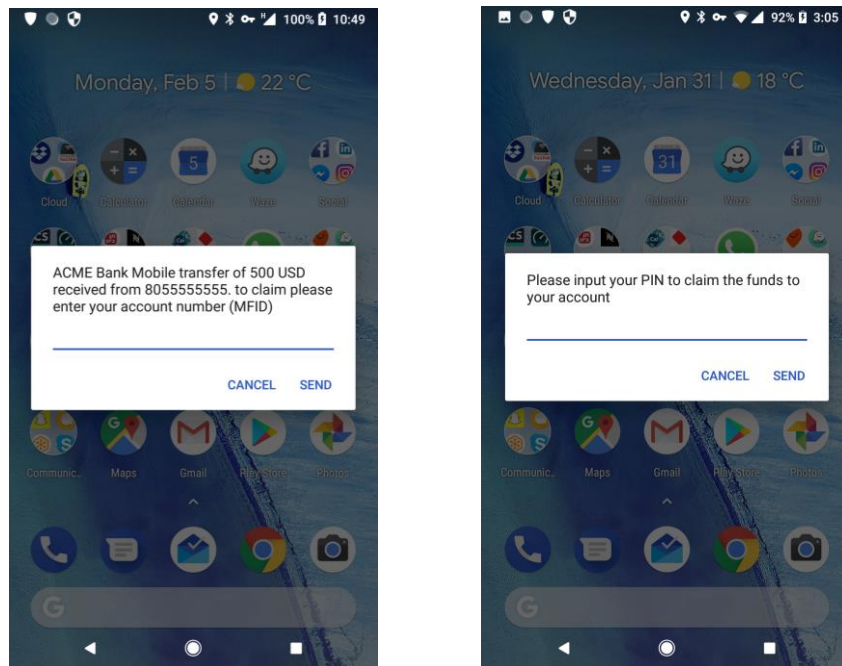 100% 10:49
Monday, Feb 5 | 22 °C
5
Cloud Calculator Calendar Waze Social
ACME Bank Mobile transfer of 500 USD
received from 8055555555. to claim please
enter your account number (MFID)
CANCEL SEND
Communic.. Maps Gmail Play Store Photos
92% 3:05
Wednesday, Jan 31 | 18 °C
31
Cloud Calculator Calendar Waze Social
Please input your PIN to claim the funds to
your account
CANCEL SEND
Communic.. Maps Gmail Play Store Photos